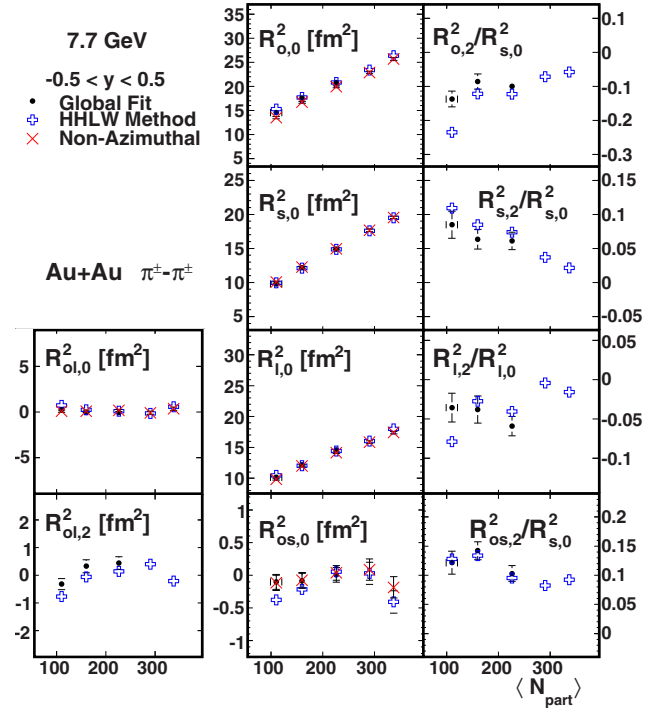 7.7 GeV
-0.5 < y < 0.5
Global Fit
HHLW Method
Non-Azimuthal
Au+Au π±-π±
R²o,0 [fm²]
35
30
25
20
15
10
5
R²o,2/R²s,0
0.1
0
-0.1
-0.2
-0.3
R²s,0 [fm²]
25
20
15
10
5
R²s,2/R²s,0
0.1
0.05
0
-0.05
R²ol,0 [fm²]
5
0
-5
R²l,0 [fm²]
30
25
20
15
10
R²l,2/R²l,0
0.05
0
-0.05
-0.1
R²ol,2 [fm²]
2
1
0
-1
-2
R²os,0 [fm²]
1
0.5
0
-0.5
-1
R²os,2/R²s,0
0.2
0.15
0.1
0.05
0
100 200 300
100 200 300
100 200 300
⟨ Npart ⟩